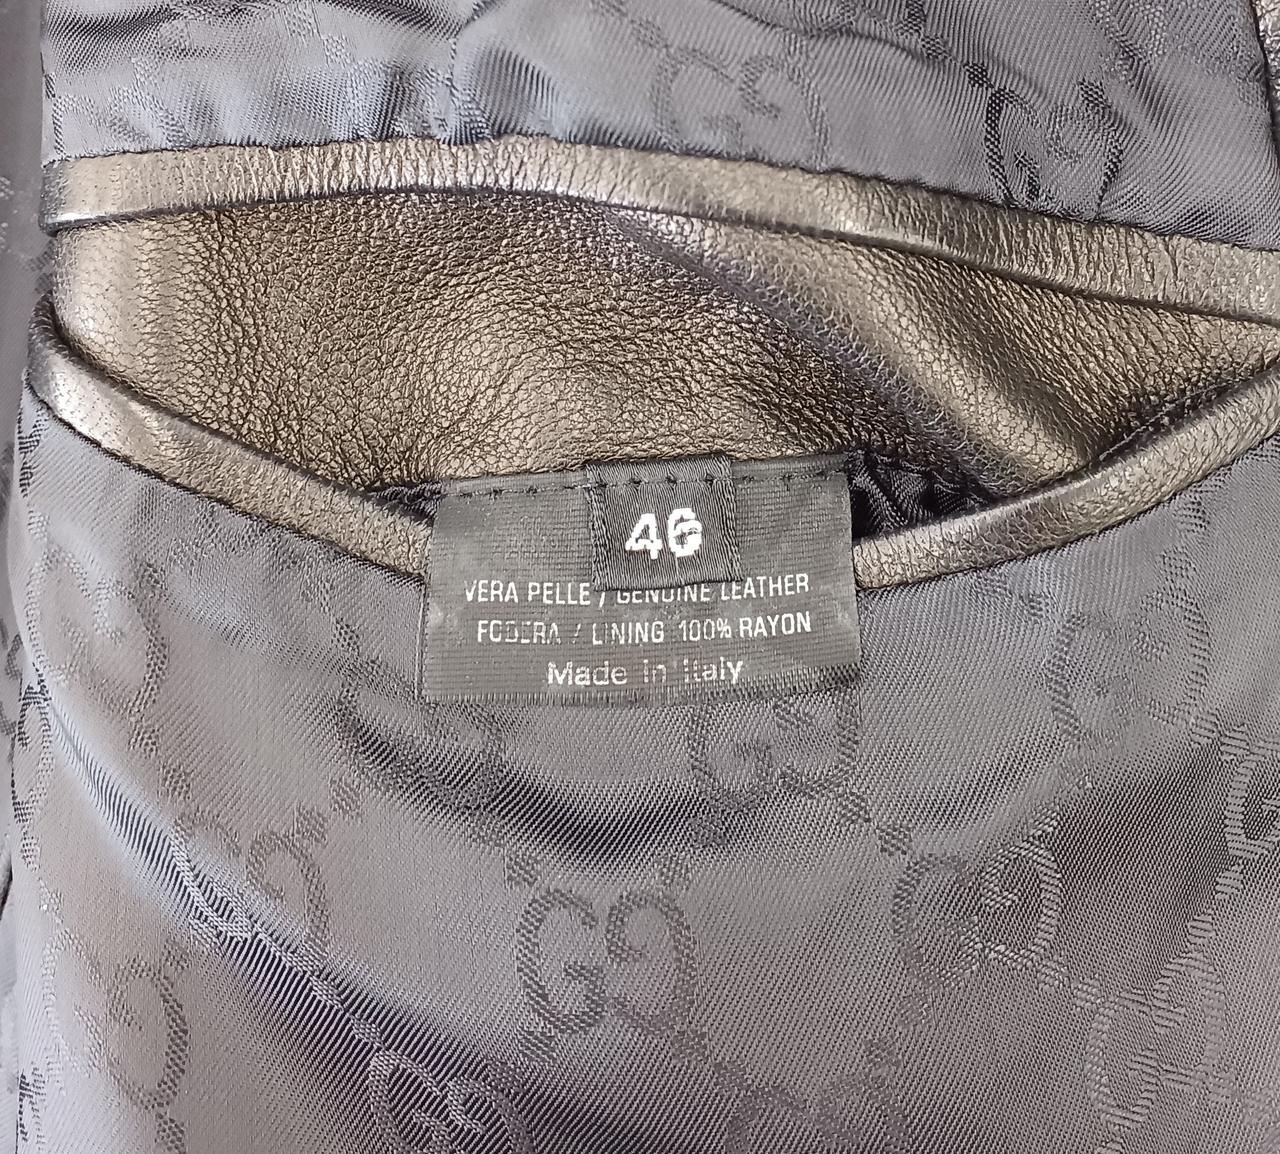 46
VERA PELLE / GENUINE LEATHER
FODERA / LINING 100% RAYON
Made in Italy